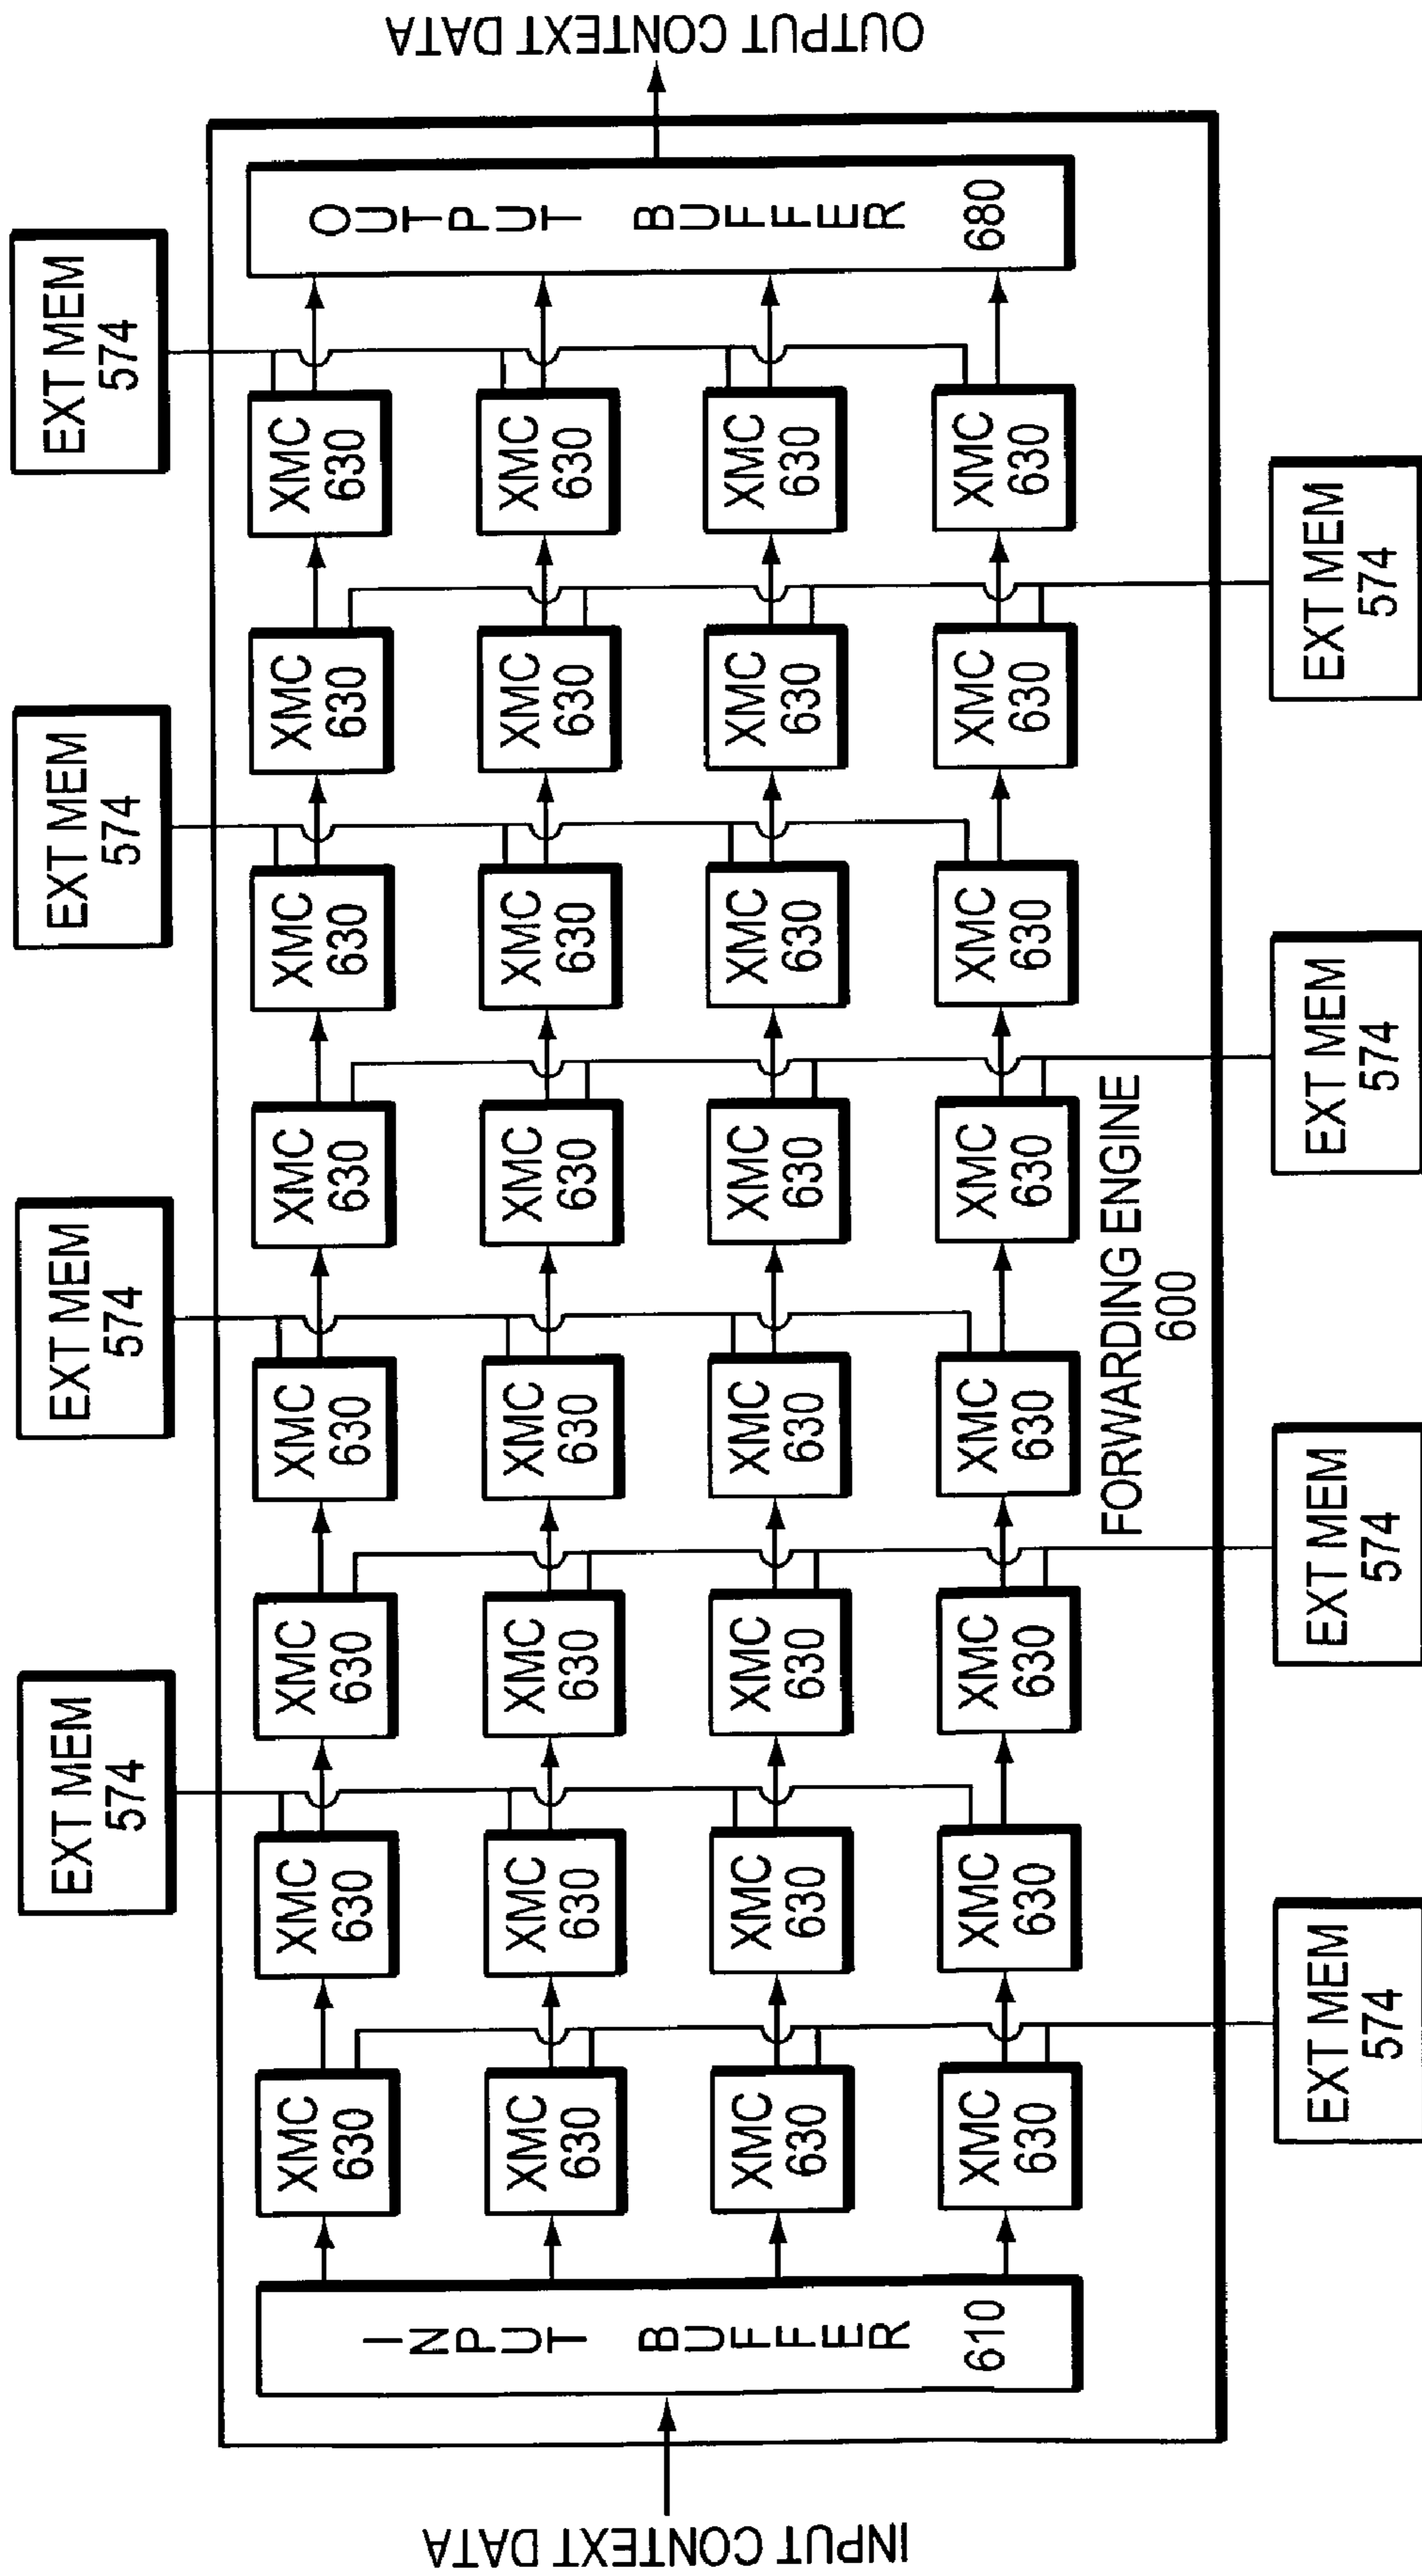 EXT MEM
574
EXT MEM
574
EXT MEM
574
EXT MEM
574
INPUT CONTEXT DATA
INPUT BUFFER
610
XMC
630
XMC
630
XMC
630
XMC
630
XMC
630
XMC
630
XMC
630
XMC
630
XMC
630
XMC
630
XMC
630
XMC
630
XMC
630
XMC
630
XMC
630
XMC
630
XMC
630
XMC
630
XMC
630
XMC
630
XMC
630
XMC
630
XMC
630
XMC
630
XMC
630
XMC
630
XMC
630
XMC
630
XMC
630
XMC
630
XMC
630
XMC
630
OUTPUT BUFFER
680
OUTPUT CONTEXT DATA
FORWARDING ENGINE
600
EXT MEM
574
EXT MEM
574
EXT MEM
574
EXT MEM
574